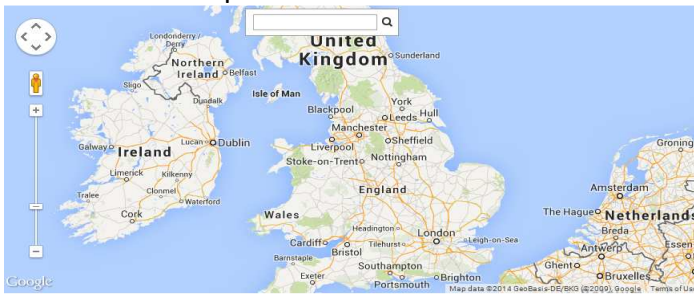 Londonderry /
Derry
United
Kingdom
Sunderland
Northern
Ireland
Belfast
Sligo
Isle of Man
Dundalk
Blackpool
York
Leeds
Hull
Manchester
Galway
Ireland
Lucan
Dublin
Liverpool
Sheffield
Stoke-on-Trent
Nottingham
Limerick
Kilkenny
Tralee
Clonmel
Waterford
Cork
England
Wales
Headington
London
Cardiff
Bristol
Tilehurst
Leigh-on-Sea
Barnstaple
Southampton
Exeter
Portsmouth
Brighton
Groning
Amsterdam
The Hague
Netherlands
Breda
Antwerp
Essen
Ghent
Bruxelles
Google
Map data ©2014 GeoBasis-DE/BKG (©2009), Google
Terms of Us